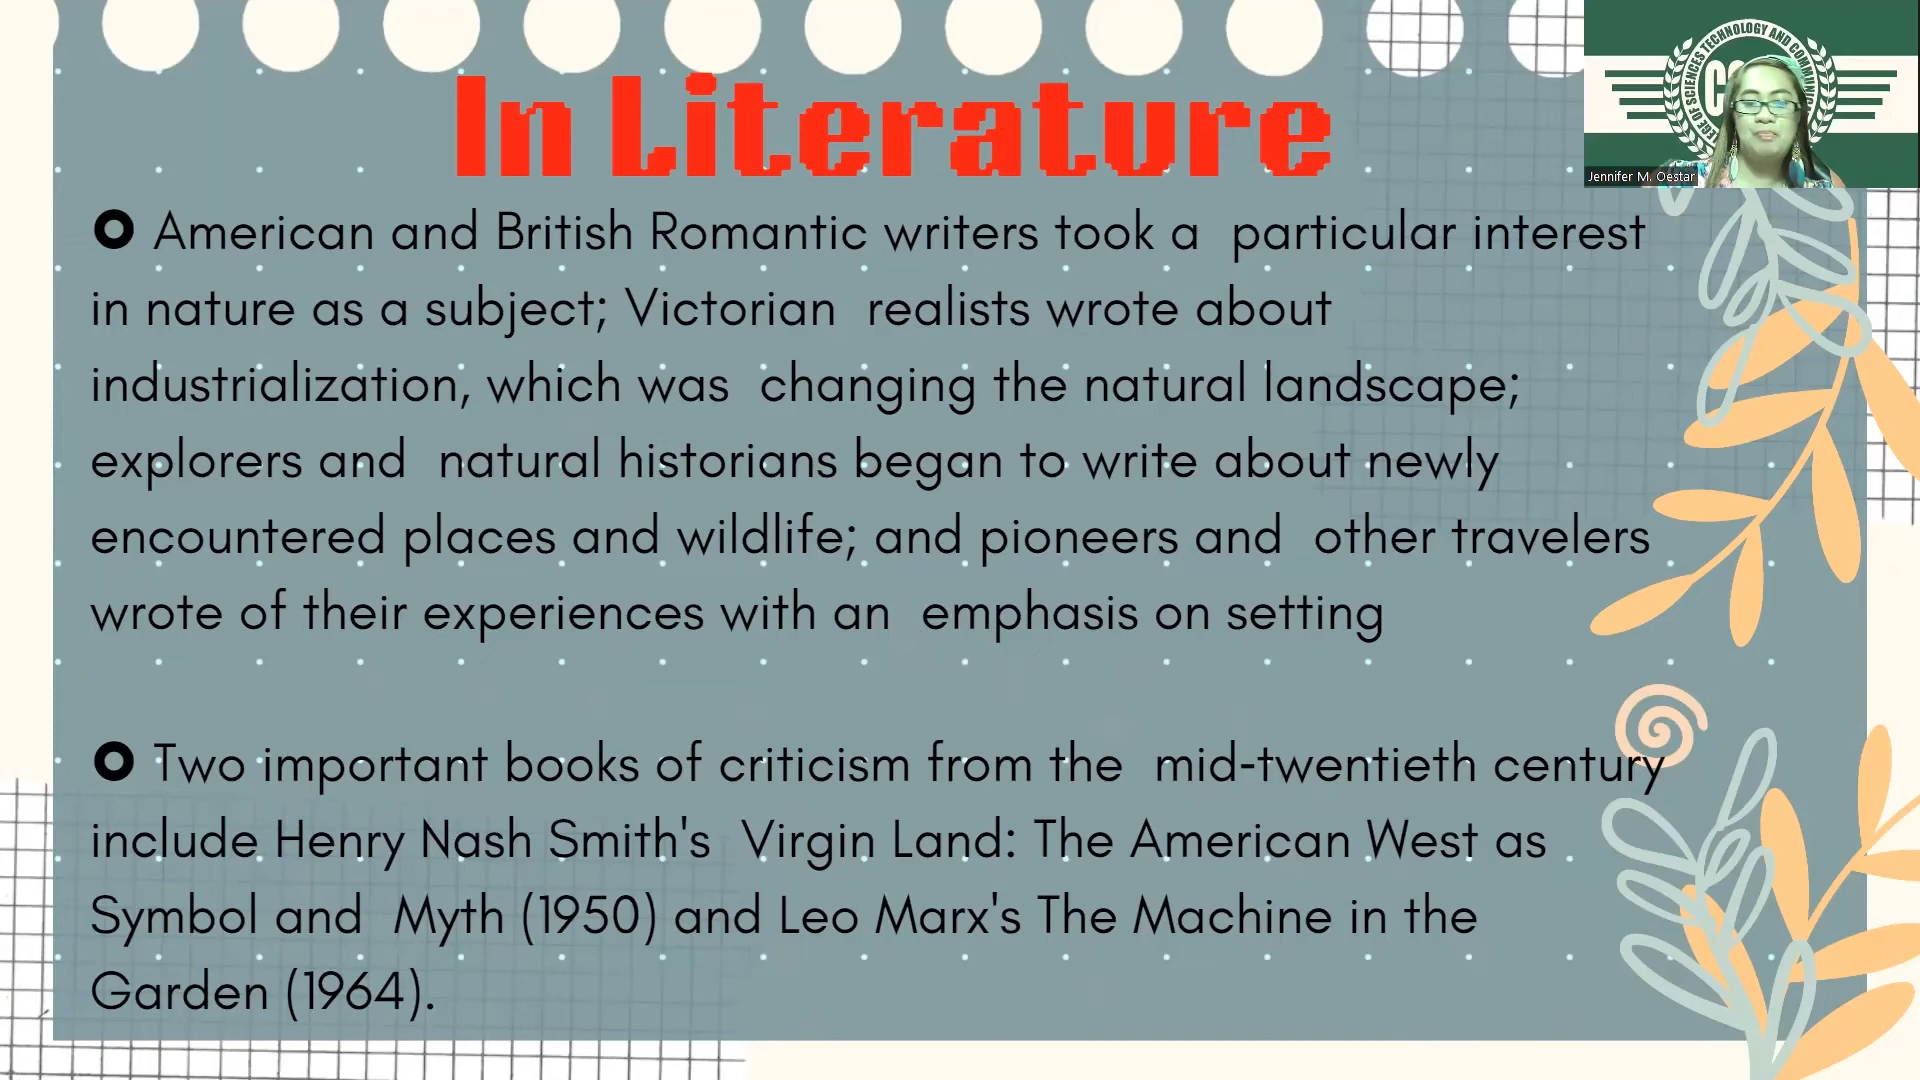 In Literature
American and British Romantic writers took a particular interest
in nature as a subject; Victorian realists wrote about
industrialization, which was changing the natural landscape;
explorers and natural historians began to write about newly
encountered places and wildlife; and pioneers and other travelers
wrote of their experiences with an emphasis on setting
Two important books of criticism from the mid-twentieth century
include Henry Nash Smith's Virgin Land: The American West as
Symbol and Myth (1950) and Leo Marx's The Machine in the
Garden (1964).
OF SCIENCES TECHNOLOGY AND
Jennifer M. Oestar